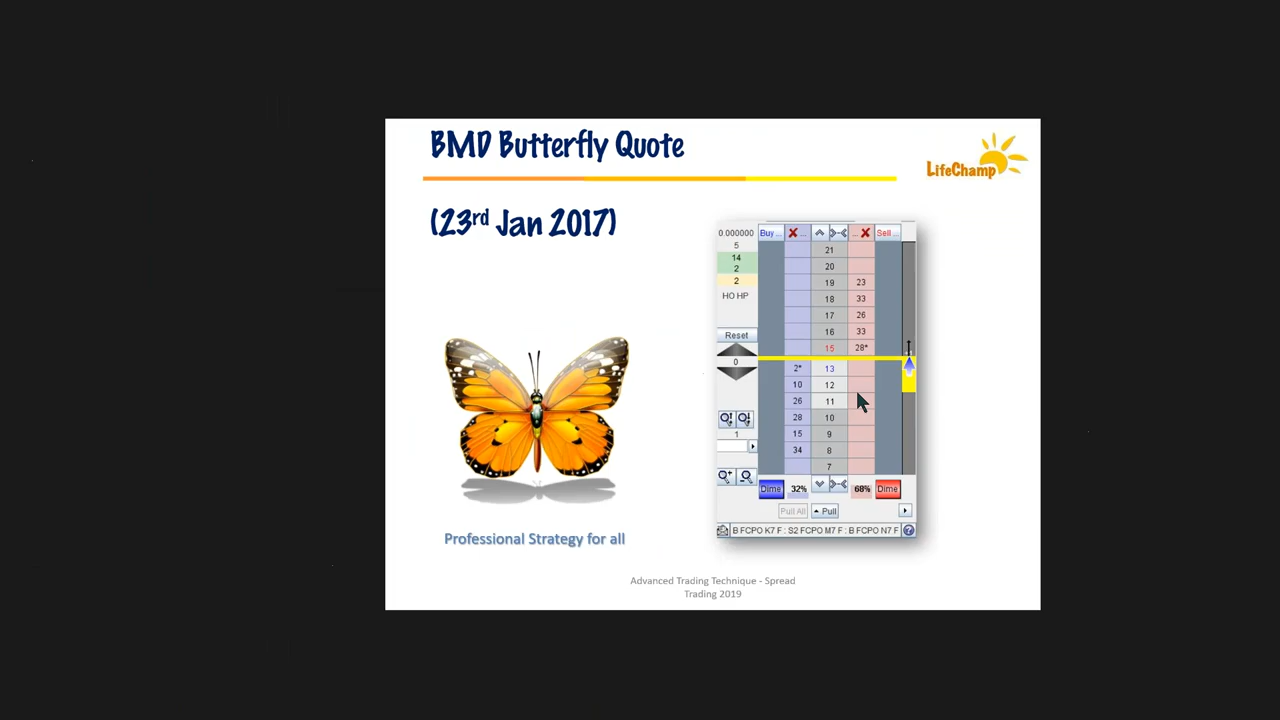 BMD Butterfly Quote
LifeChamp
(23rd Jan 2017)
0.000000 Buy ... ... ... Sell ...
5 21
14
2 20
2 19 23
HO HP 18 33
17 26
16 33
Reset 15 28*
0
2* 13
10 12
26 11
28 10
1 15 9
34 8
7
Dime 32% 68% Dime
Pull All Pull
B FCPO K7 F : S2 FCPO M7 F : B FCPO N7 F
Professional Strategy for all
Advanced Trading Technique - Spread
Trading 2019